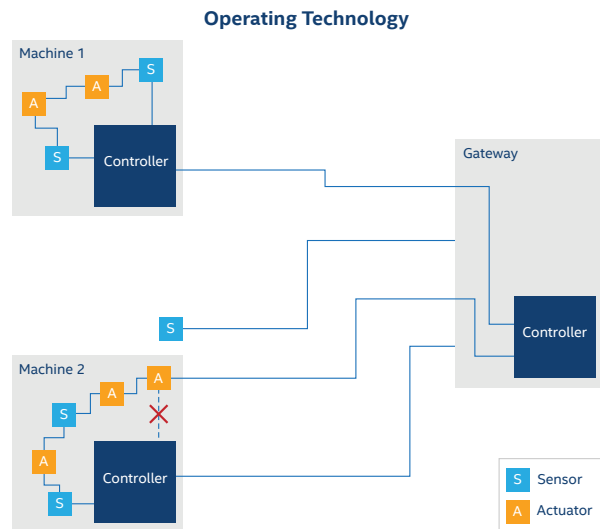 Operating Technology
Machine 1
S
A
A
S
Controller
Gateway
Controller
S
Machine 2
A
A
S
A
S
Controller
S Sensor
A Actuator